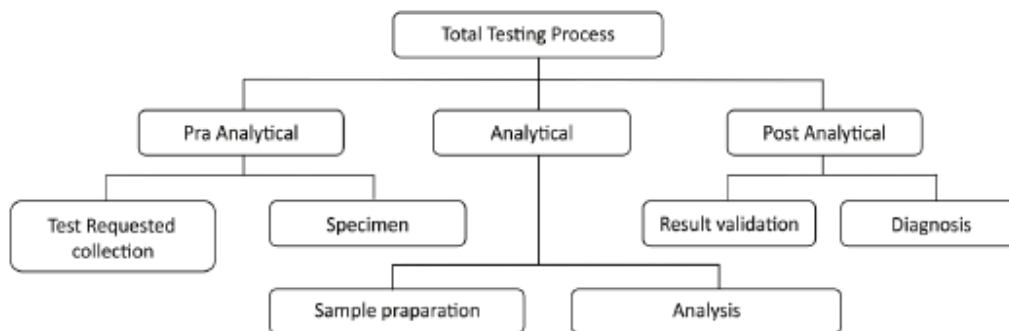 Total Testing Process
Pra Analytical
Analytical
Post Analytical
Test Requested
collection
Specimen
Result validation
Diagnosis
Sample praparation
Analysis